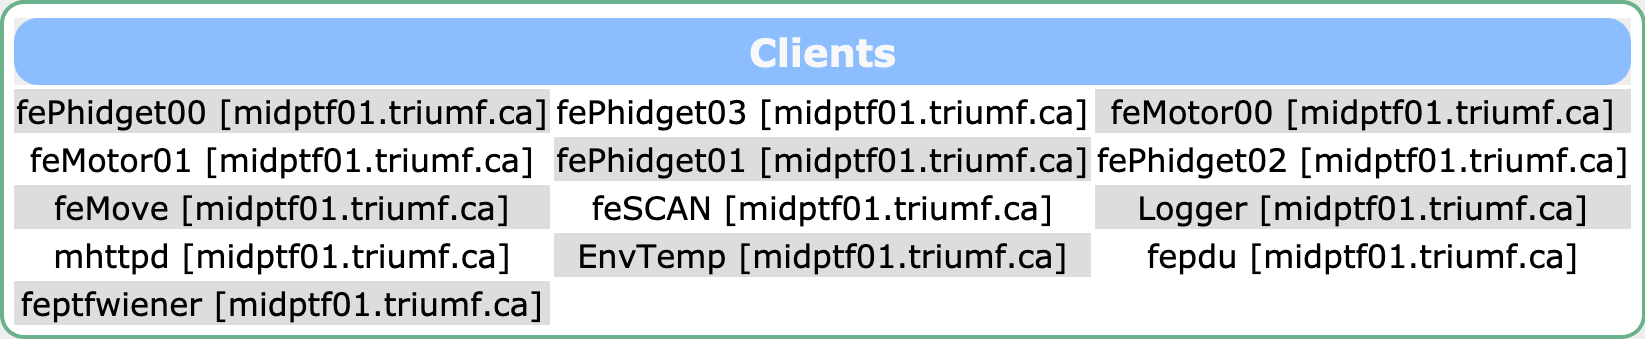 Clients
fePhidget00 [midptf01.triumf.ca] fePhidget03 [midptf01.triumf.ca] feMotor00 [midptf01.triumf.ca]
feMotor01 [midptf01.triumf.ca] fePhidget01 [midptf01.triumf.ca] fePhidget02 [midptf01.triumf.ca]
feMove [midptf01.triumf.ca] feSCAN [midptf01.triumf.ca] Logger [midptf01.triumf.ca]
mhttpd [midptf01.triumf.ca] EnvTemp [midptf01.triumf.ca] fepdu [midptf01.triumf.ca]
feptfwiener [midptf01.triumf.ca]